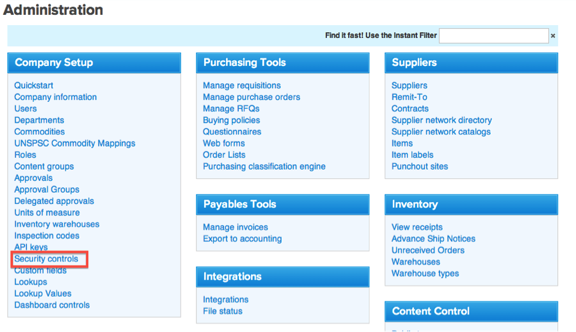 Administration
Find it fast! Use the Instant Filter ×
Company Setup
Quickstart
Company information
Users
Departments
Commodities
UNSPSC Commodity Mappings
Roles
Content groups
Approvals
Approval Groups
Delegated approvals
Units of measure
Inventory warehouses
Inspection codes
API keys
Security controls
Custom fields
Lookups
Lookup Values
Dashboard controls
Purchasing Tools
Manage requisitions
Manage purchase orders
Manage RFQs
Buying policies
Questionnaires
Web forms
Order Lists
Purchasing classification engine
Payables Tools
Manage invoices
Export to accounting
Integrations
Integrations
File status
Suppliers
Suppliers
Remit-To
Contracts
Supplier network directory
Supplier network catalogs
Items
Item labels
Punchout sites
Inventory
View receipts
Advance Ship Notices
Unreceived Orders
Warehouses
Warehouse types
Content Control